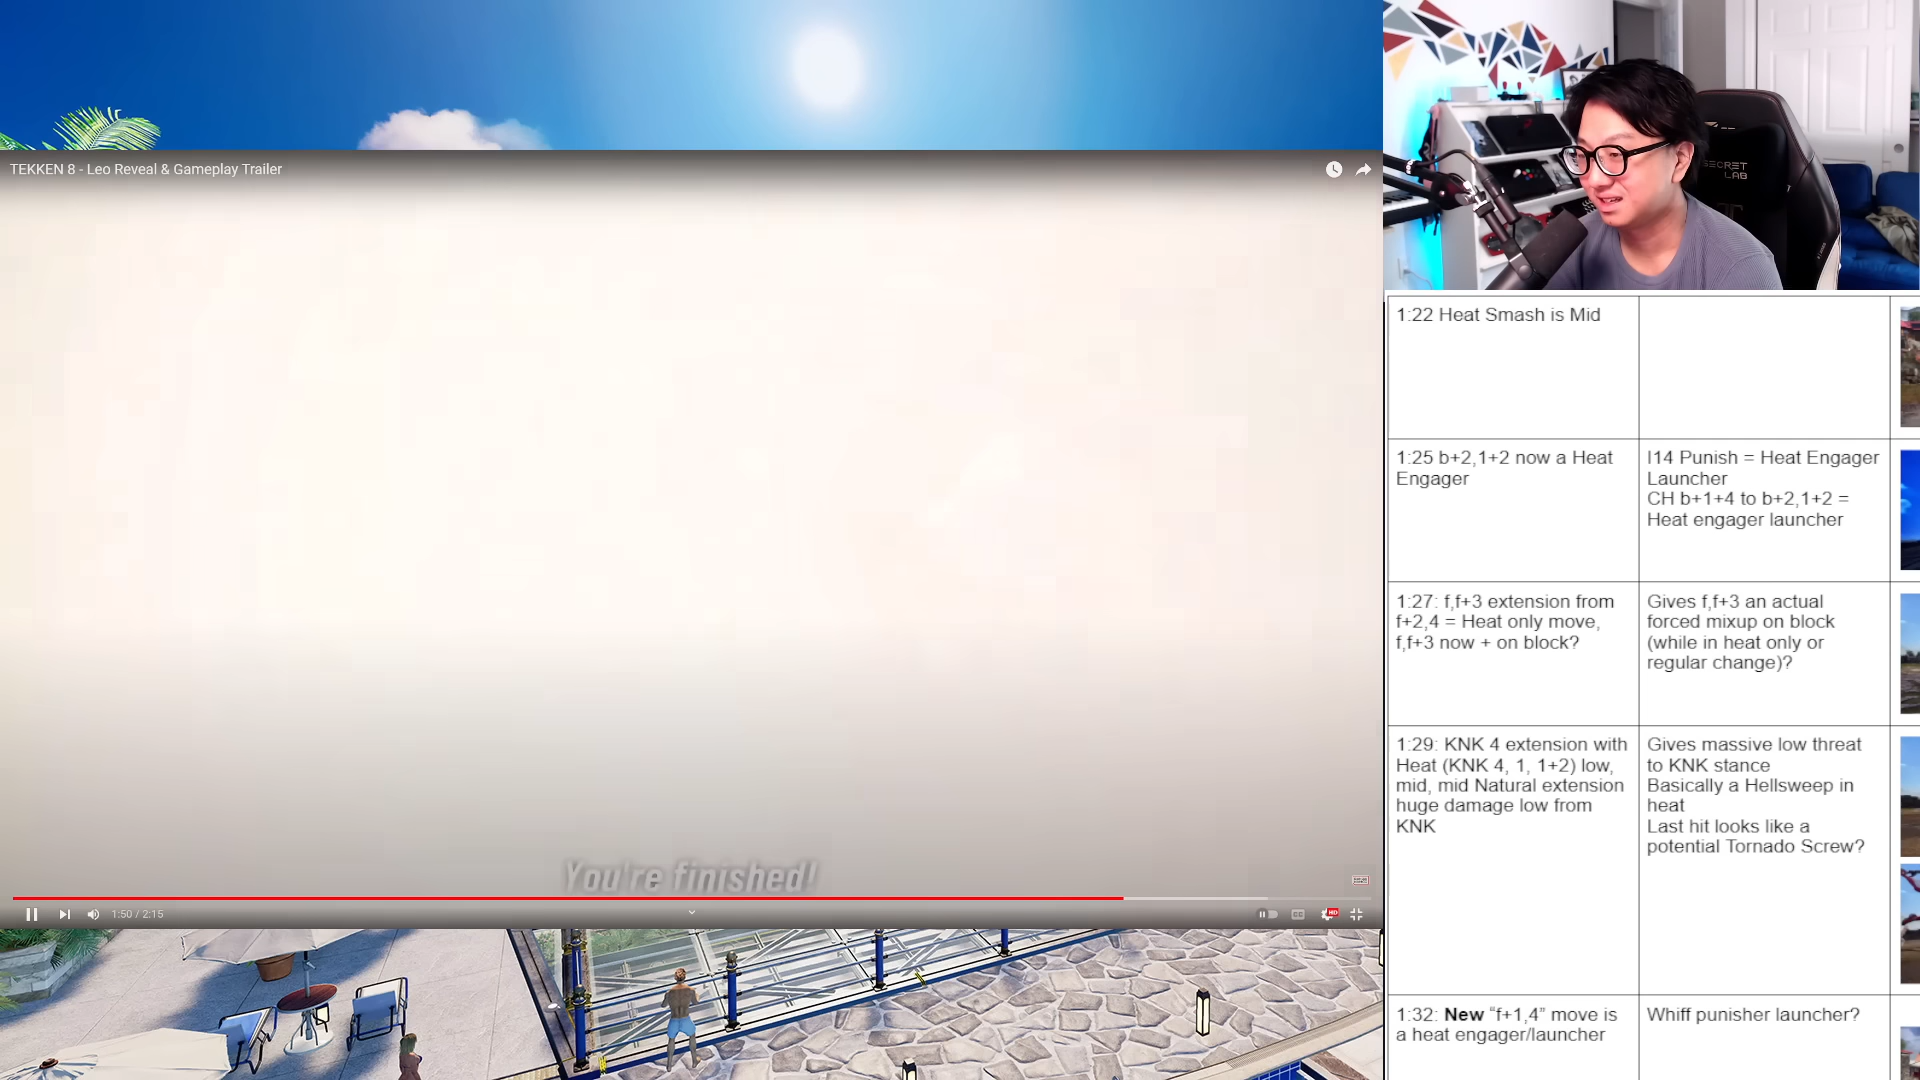 TEKKEN 8 - Leo Reveal & Gameplay Trailer
SECRET
LAB
You're finished!
1:50 / 2:15
HD
1:22 Heat Smash is Mid
1:25 b+2,1+2 now a Heat
Engager
I14 Punish = Heat Engager
Launcher
CH b+1+4 to b+2,1+2 =
Heat engager launcher
1:27: f,f+3 extension from
f+2,4 = Heat only move,
f,f+3 now + on block?
Gives f,f+3 an actual
forced mixup on block
(while in heat only or
regular change)?
1:29: KNK 4 extension with
Heat (KNK 4, 1, 1+2) low,
mid, mid Natural extension
huge damage low from
KNK
Gives massive low threat
to KNK stance
Basically a Hellsweep in
heat
Last hit looks like a
potential Tornado Screw?
1:32: New “f+1,4” move is
a heat engager/launcher
Whiff punisher launcher?